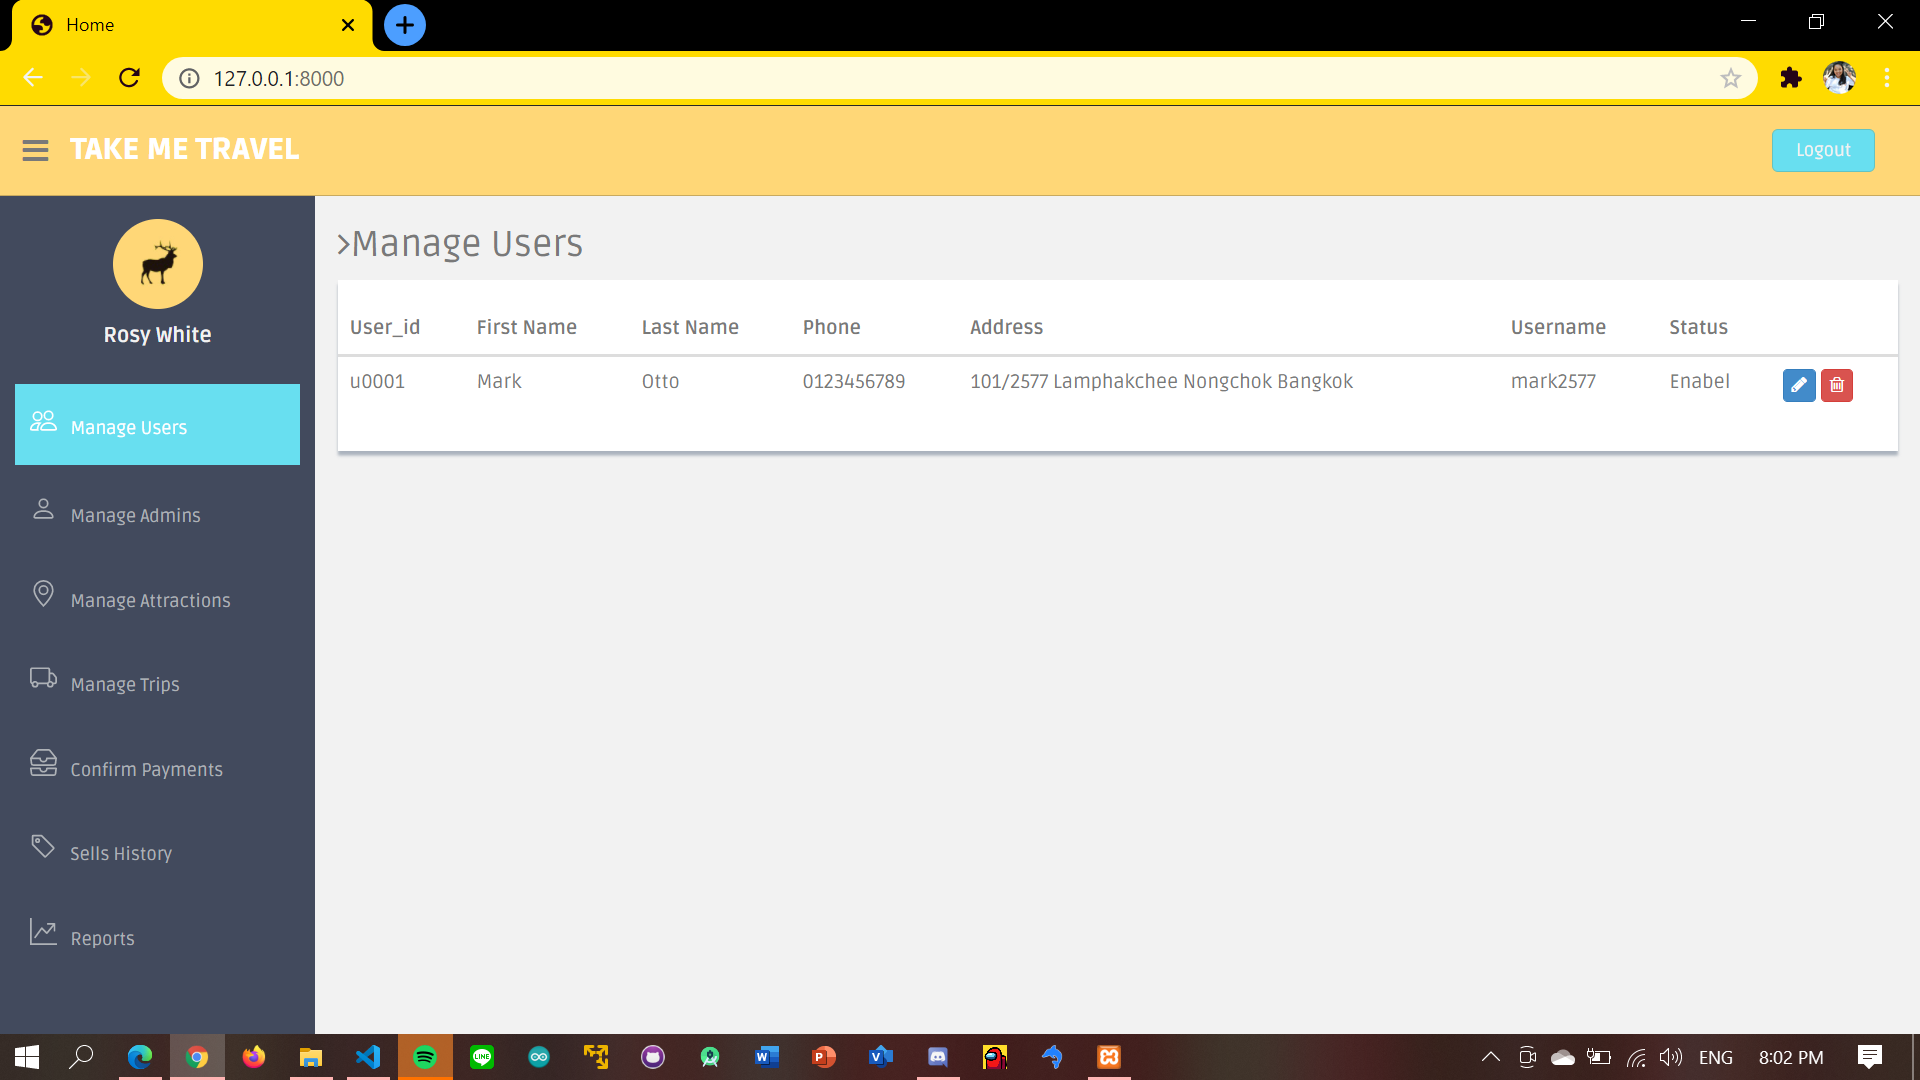 Home
127.0.0.1:8000
TAKE ME TRAVEL
Logout
Rosy White
Manage Users
Manage Admins
Manage Attractions
Manage Trips
Confirm Payments
Sells History
Reports
>Manage Users
User_id First Name Last Name Phone Address Username Status
u0001 Mark Otto 0123456789 101/2577 Lamphakchee Nongchok Bangkok mark2577 Enabel
LINE
W
P
V
ENG 8:02 PM